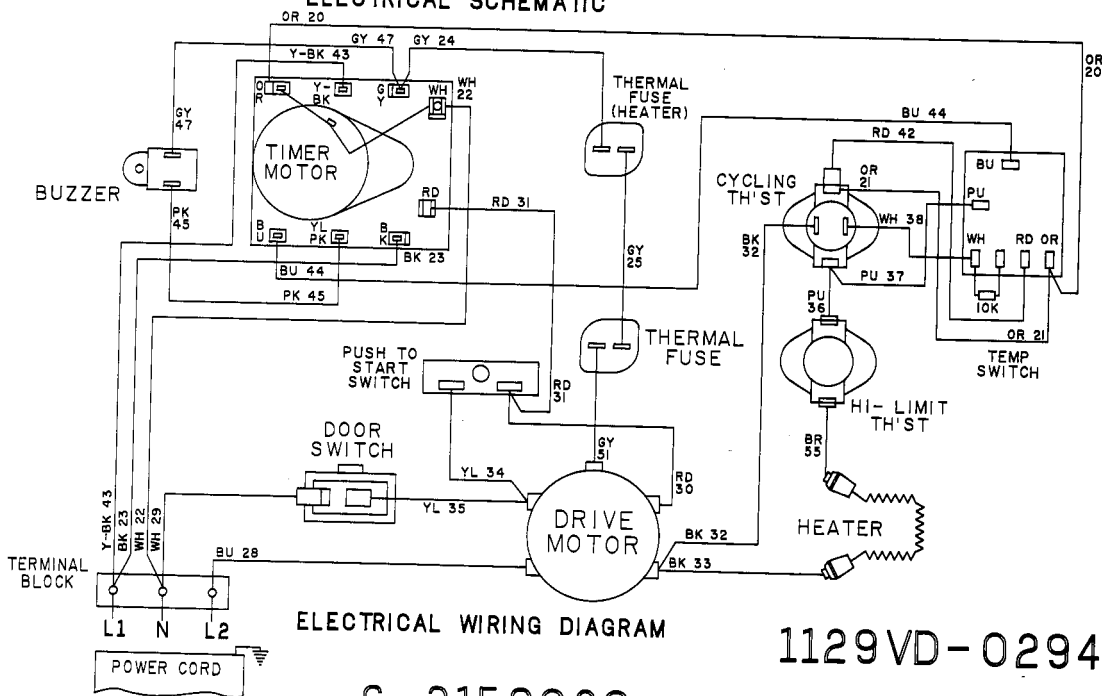 ELECTRICAL SCHEMATIC
OR 20
GY 47
GY 24
Y-BK 43
OR
20
WH
22
OR
Y-
BK
GY
WH
THERMAL
FUSE
(HEATER)
GY
47
BU 44
RD 42
TIMER
MOTOR
BUZZER
CYCLING
TH'ST
OR
21
BU
PU
RD
RD 31
PK
45
WH 38
BK
32
WH
RD
OR
BU
YL
PK
BK
BK 23
GY
25
BU 44
PU 37
PK 45
PU
36
10K
OR 21
PUSH TO
START
SWITCH
THERMAL
FUSE
TEMP
SWITCH
RD
31
HI-LIMIT
TH'ST
DOOR
SWITCH
GY
51
BR
55
YL 34
RD
30
YL 35
Y-BK 43
BK 23
WH 22
WH 29
DRIVE
MOTOR
HEATER
BK 32
BU 28
BK 33
TERMINAL
BLOCK
L1
N
L2
ELECTRICAL WIRING DIAGRAM
1129VD-0294
POWER CORD